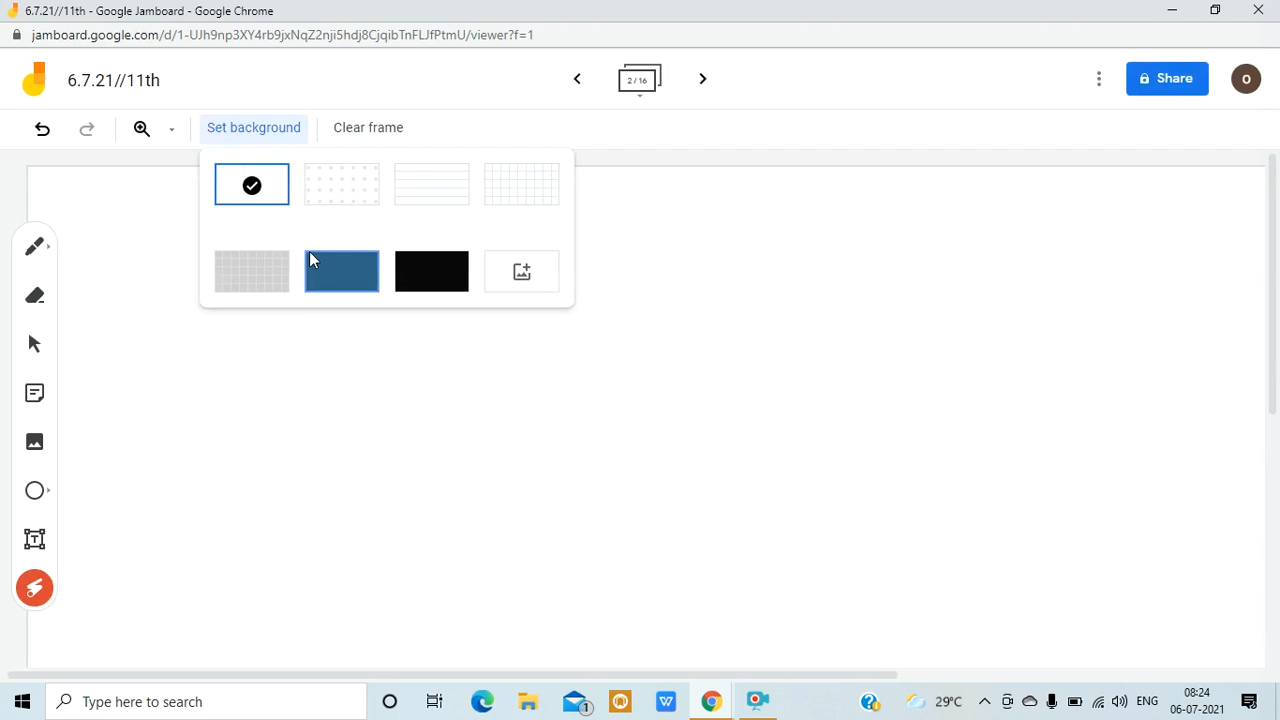 6.7.21//11th - Google Jamboard - Google Chrome
jamboard.google.com/d/1-UJh9np3XY4rb9jxNqZ2nji5hdj8CjqibTnFLJfPtmU/viewer?f=1
6.7.21//11th
2 / 16
Share
O
Set background
Clear frame
Type here to search
1
29°C
ENG
08:24
06-07-2021